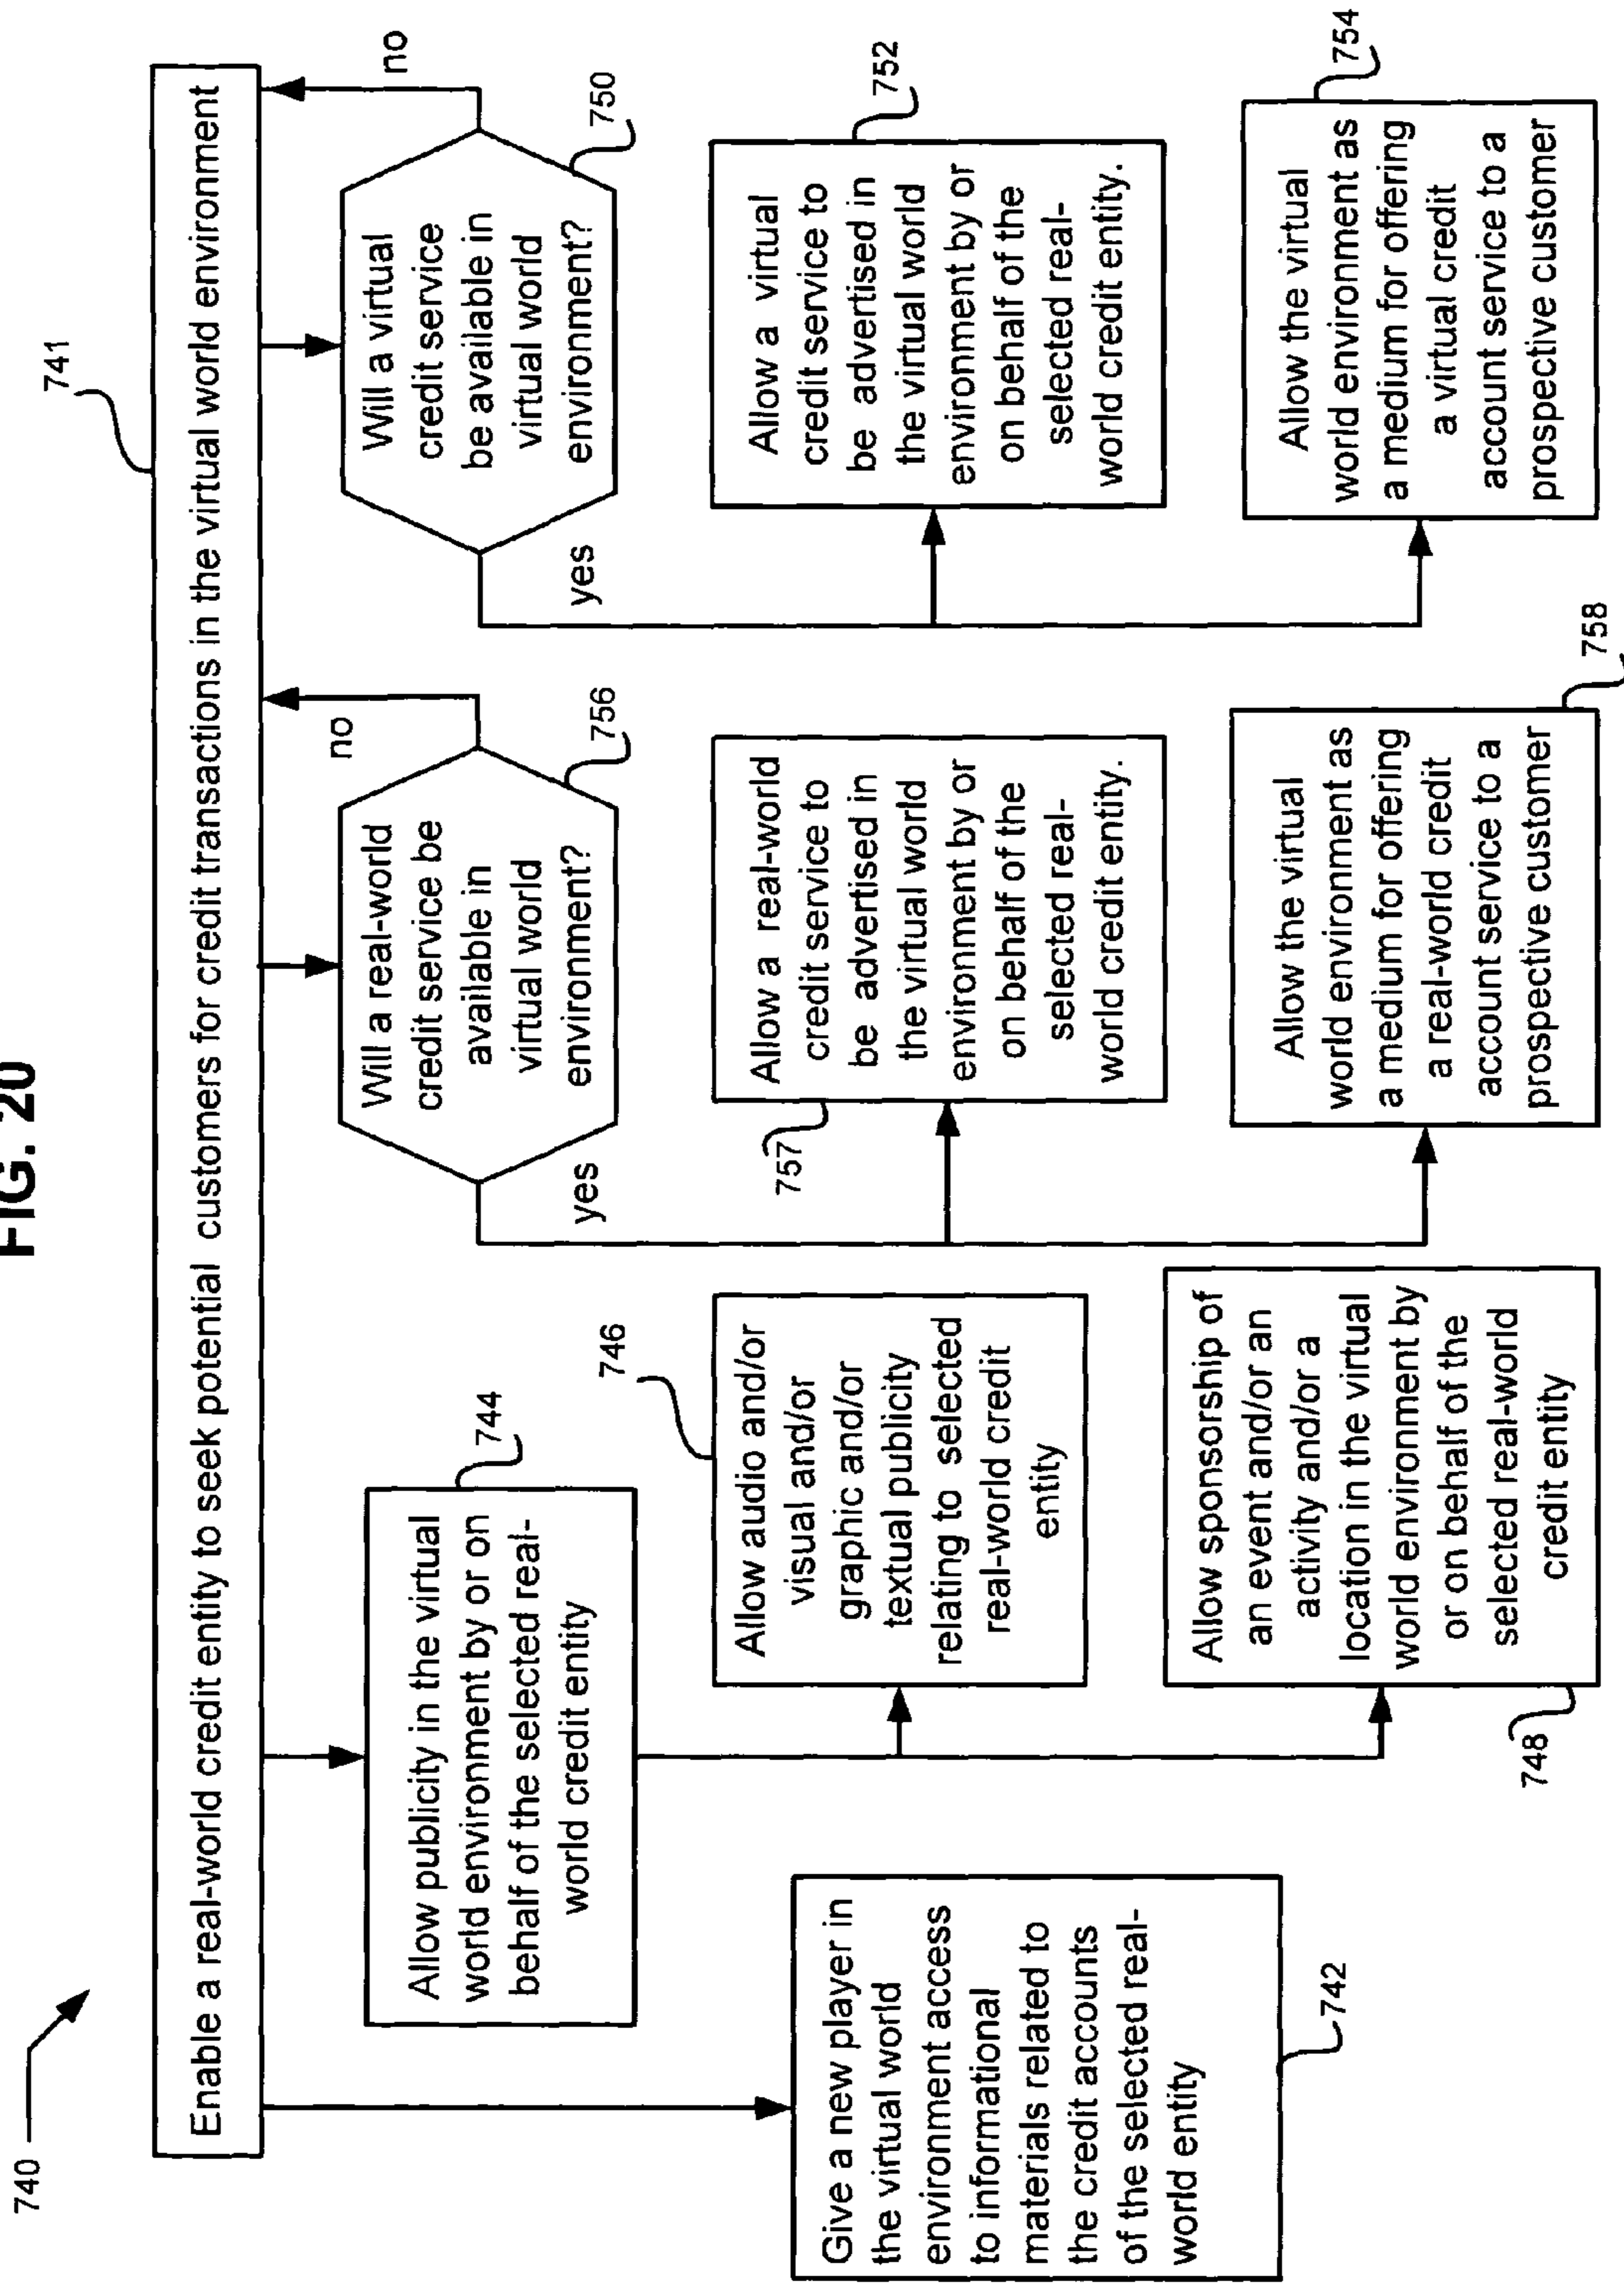 FIG. 20
740
741
Enable a real-world credit entity to seek potential customers for credit transactions in the virtual world environment
Give a new player in
the virtual world
environment access
to informational
materials related to
the credit accounts
of the selected real-
world entity
742
Allow publicity in the virtual
world environment by or on
behalf of the selected real-
world credit entity
744
Allow audio and/or
visual and/or
graphic and/or
textual publicity
relating to selected
real-world credit
entity
746
Allow sponsorship of
an event and/or an
activity and/or a
location in the virtual
world environment by
or on behalf of the
selected real-world
credit entity
748
Will a real-world
credit service be
available in
virtual world
environment?
no
756
yes
Allow a real-world
credit service to
be advertised in
the virtual world
environment by or
on behalf of the
selected real-
world credit entity.
757
Allow the virtual
world environment as
a medium for offering
a real-world credit
account service to a
prospective customer
758
Will a virtual
credit service
be available in
virtual world
environment?
no
750
yes
Allow a virtual
credit service to
be advertised in
the virtual world
environment by or
on behalf of the
selected real-
world credit entity.
752
Allow the virtual
world environment as
a medium for offering
a virtual credit
account service to a
prospective customer
754